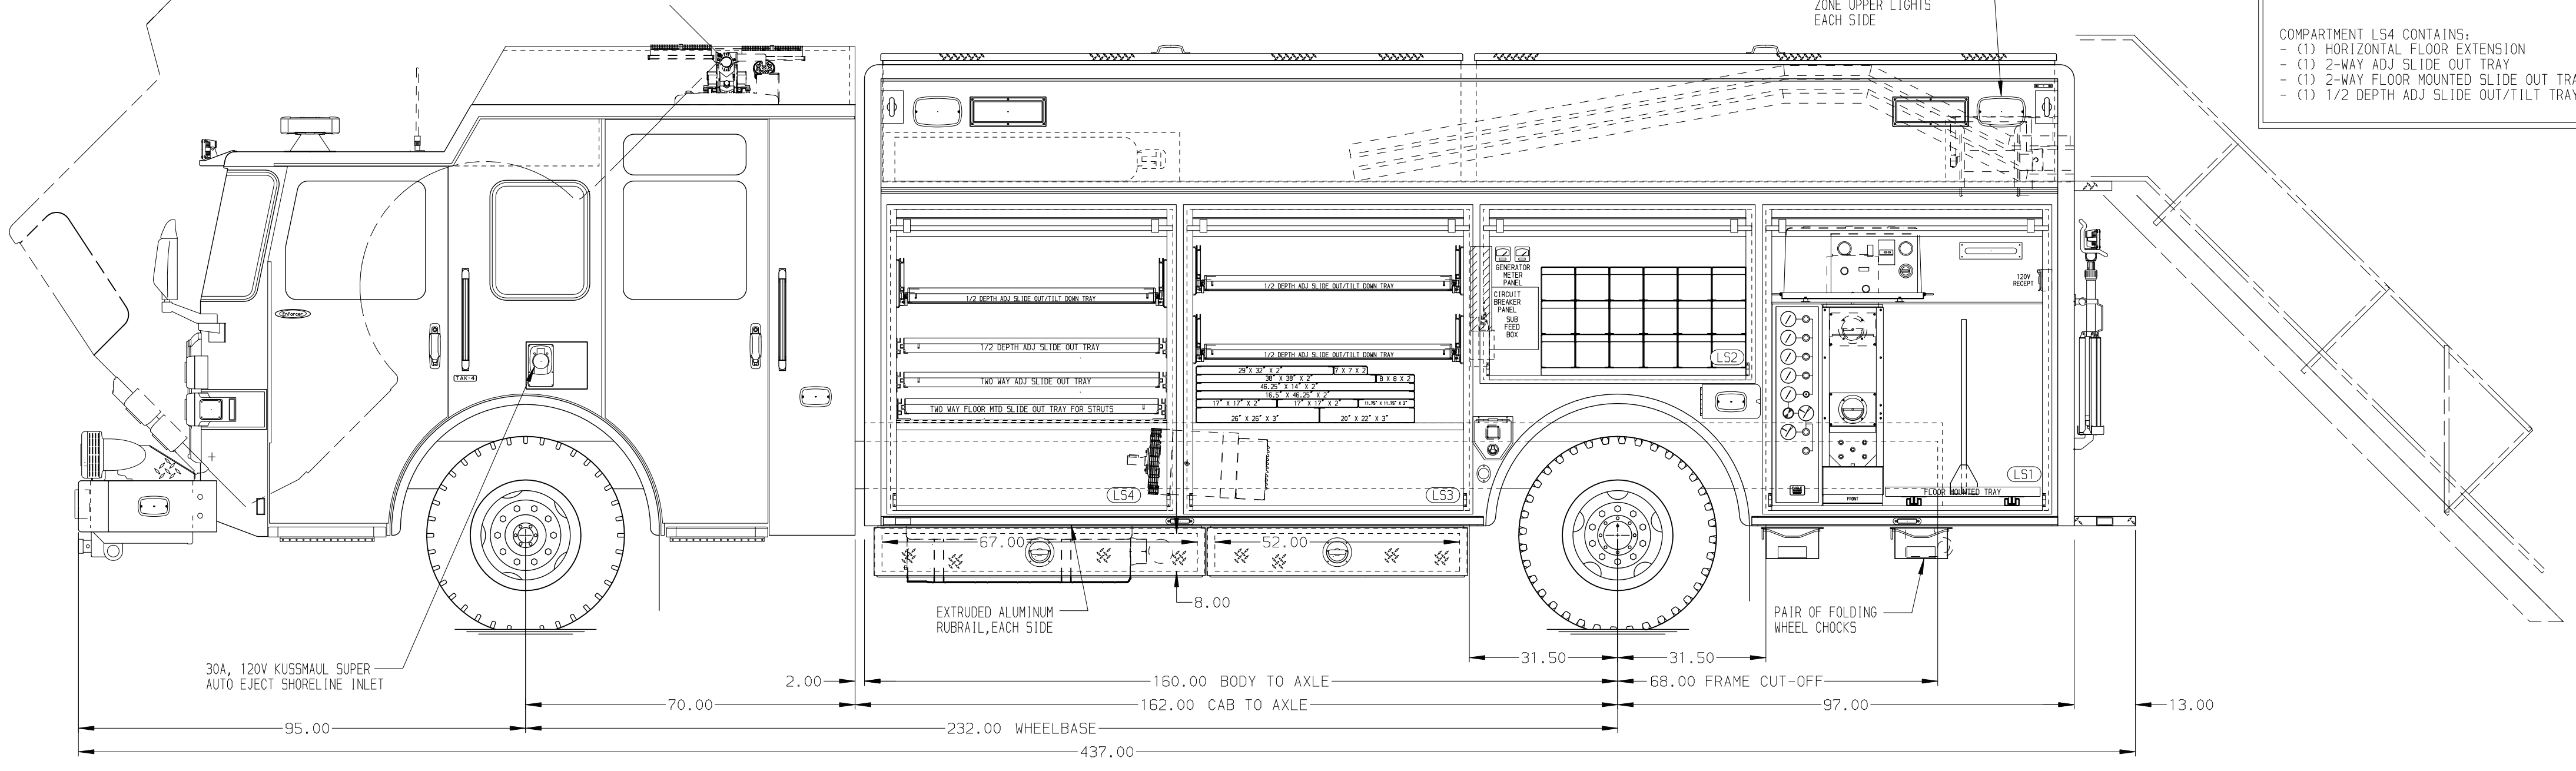 ZONE UPPER LIGHTS
EACH SIDE
COMPARTMENT LS4 CONTAINS:
- (1) HORIZONTAL FLOOR EXTENSION
- (1) 2-WAY ADJ SLIDE OUT TRAY
- (1) 2-WAY FLOOR MOUNTED SLIDE OUT TRA
- (1) 1/2 DEPTH ADJ SLIDE OUT/TILT TRAY
Enforcer
TAK-4
1/2 DEPTH ADJ SLIDE OUT/TILT DOWN TRAY
1/2 DEPTH ADJ SLIDE OUT TRAY
TWO WAY ADJ SLIDE OUT TRAY
TWO WAY FLOOR MTD SLIDE OUT TRAY FOR STRUTS
LS4
1/2 DEPTH ADJ SLIDE OUT/TILT DOWN TRAY
1/2 DEPTH ADJ SLIDE OUT/TILT DOWN TRAY
29"X 32" X 2"
7 X 7 X 2
38" X 38" X 2"
8 X 8 X 2
46.25" X 14" X 2"
16.5" X 46.25" X 2"
17" X 17" X 2"
17" X 17" X 2"
11.75" X 11.75" X 2"
26" X 26" X 3"
20" X 22" X 3"
LS3
GENERATOR
METER
PANEL
CIRCUIT
BREAKER
PANEL
SUB
FEED
BOX
LS2
120V
RECEPT
LS1
FRONT
FLOOR MOUNTED TRAY
67.00
52.00
8.00
EXTRUDED ALUMINUM
RUBRAIL,EACH SIDE
PAIR OF FOLDING
WHEEL CHOCKS
30A, 120V KUSSMAUL SUPER
AUTO EJECT SHORELINE INLET
31.50
31.50
2.00
160.00 BODY TO AXLE
68.00 FRAME CUT-OFF
70.00
162.00 CAB TO AXLE
97.00
13.00
95.00
232.00 WHEELBASE
437.00